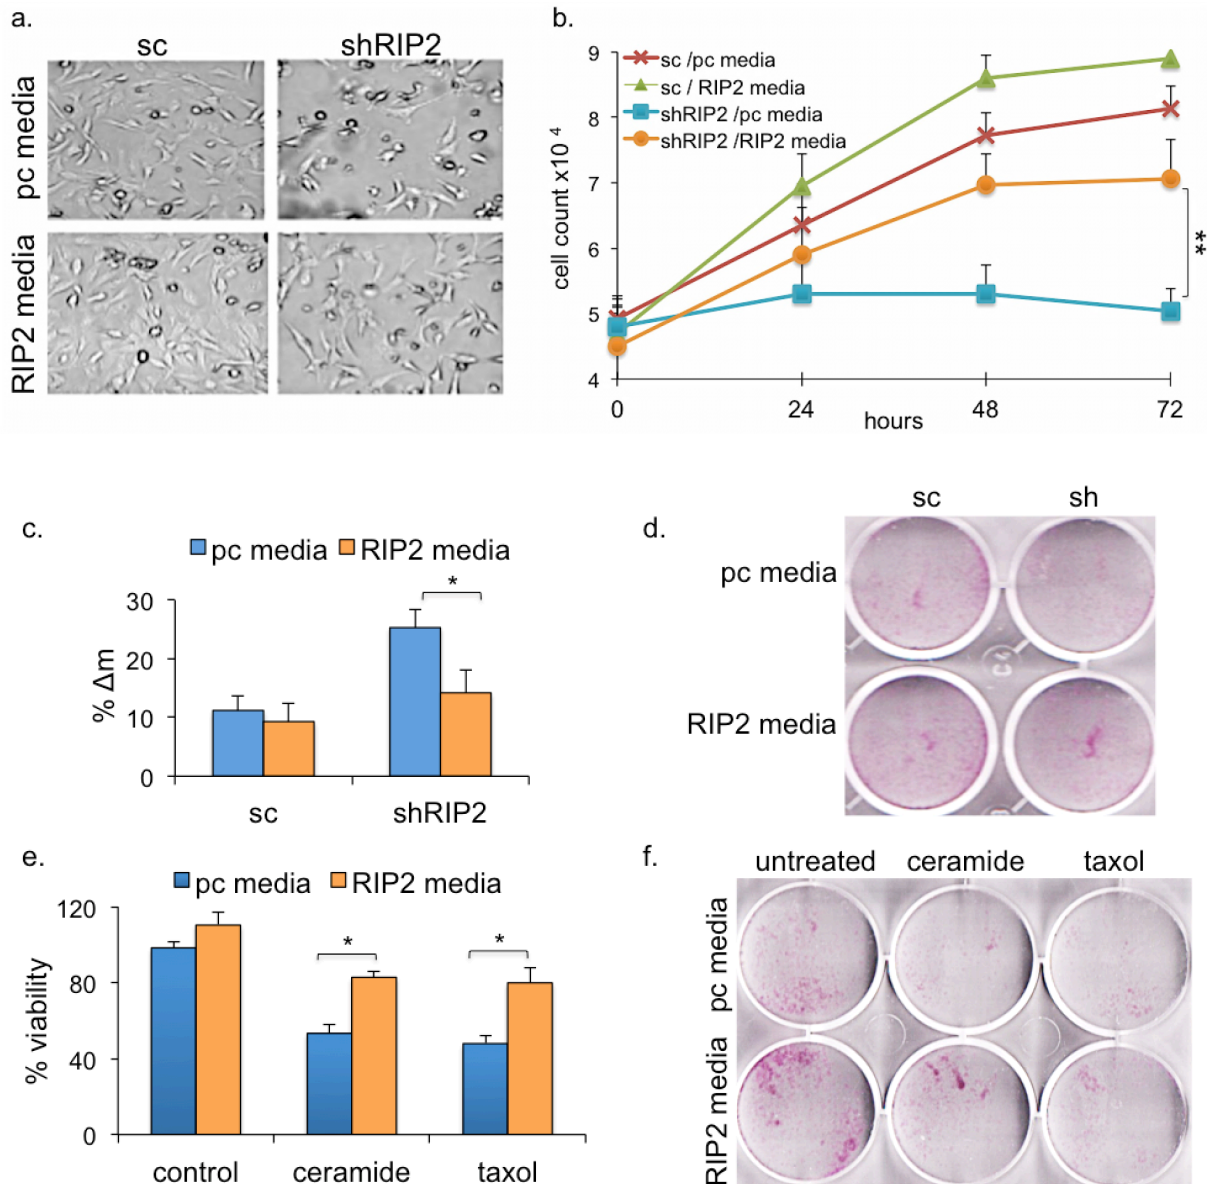 a.
sc
shRIP2
pc media
RIP2 media
b.
sc /pc media
sc / RIP2 media
shRIP2 /pc media
shRIP2 /RIP2 media
cell count x10 4
9
8
7
6
5
4
**
0
24
48
72
hours
c.
pc media
RIP2 media
*
% Δm
30
20
10
0
sc
shRIP2
d.
sc
sh
pc media
RIP2 media
e.
pc media
RIP2 media
% viability
120
80
40
0
*
*
control
ceramide
taxol
f.
untreated
ceramide
taxol
pc media
RIP2 media